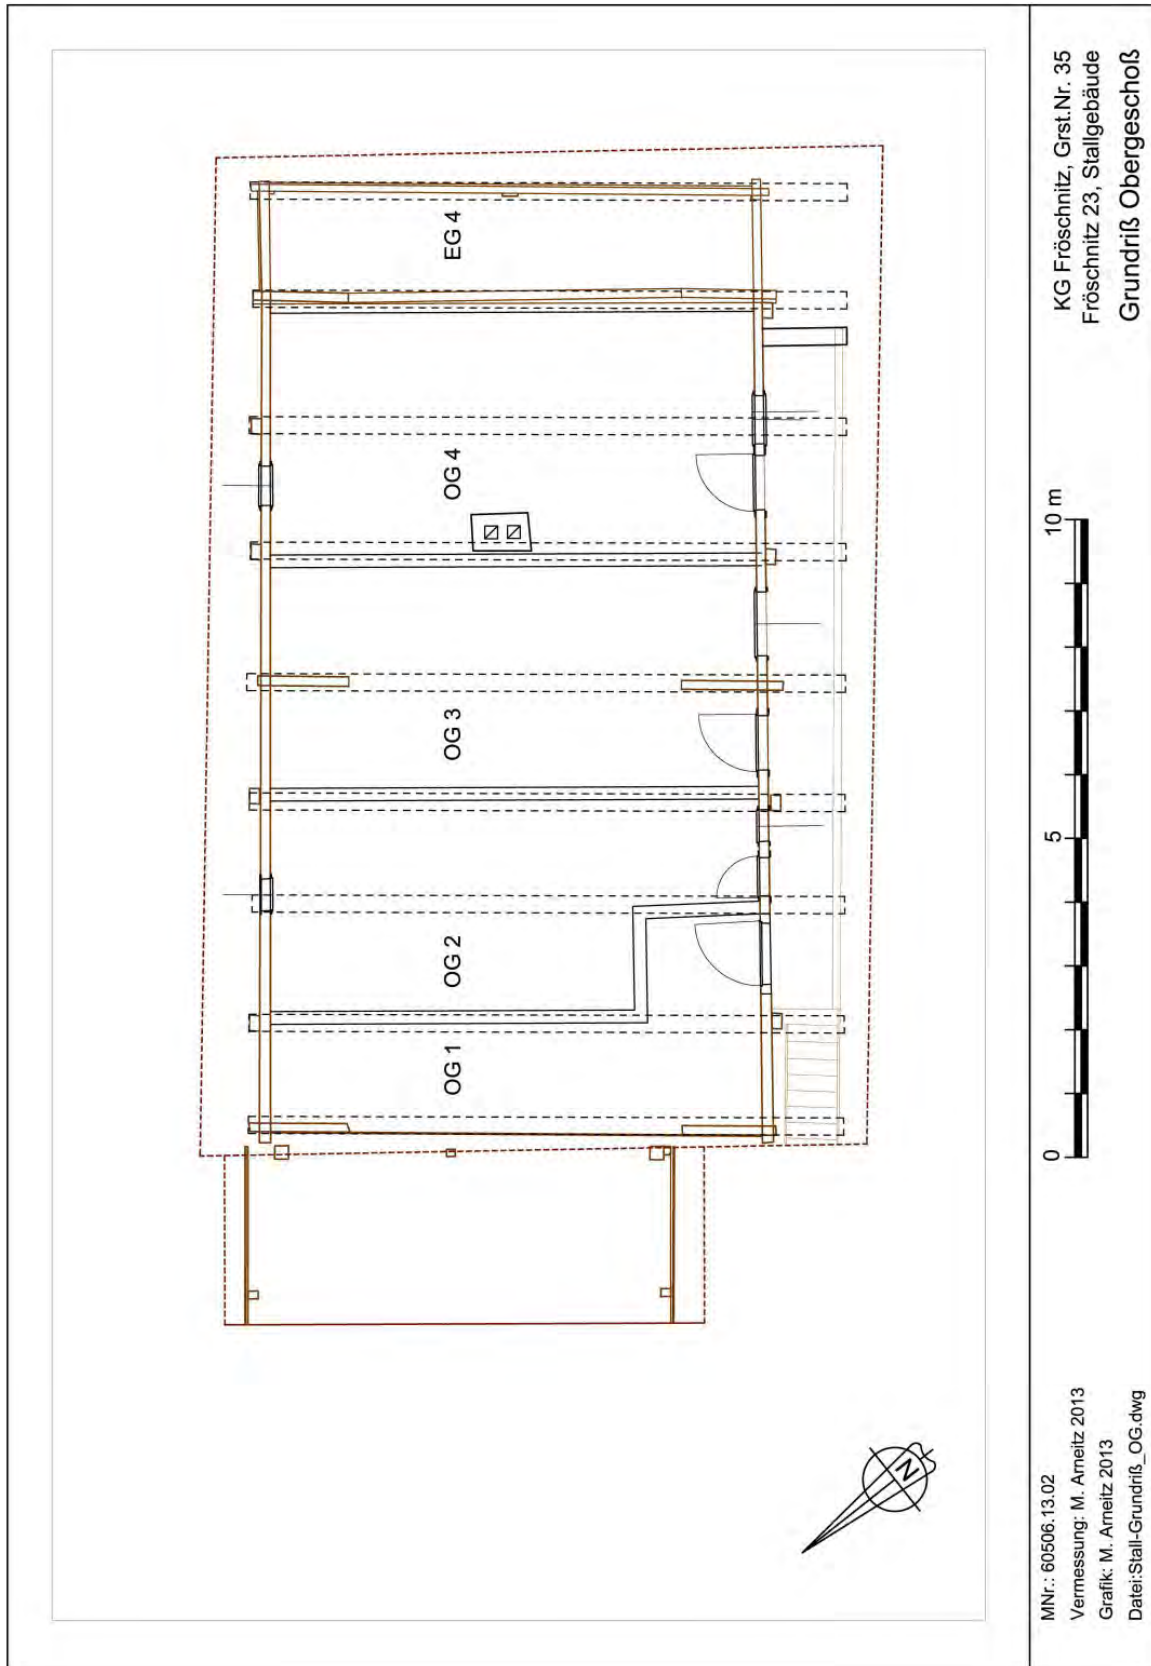 OG 1
OG 2
OG 3
OG 4
EG 4
N
0
5
10 m
MNr.: 60506.13.02
Vermessung: M. Arneitz 2013
Grafik: M. Arneitz 2013
Datei:Stall-Grundriß_OG.dwg
KG Fröschnitz, Grst.Nr. 35
Fröschnitz 23, Stallgebäude
Grundriß Obergeschoß